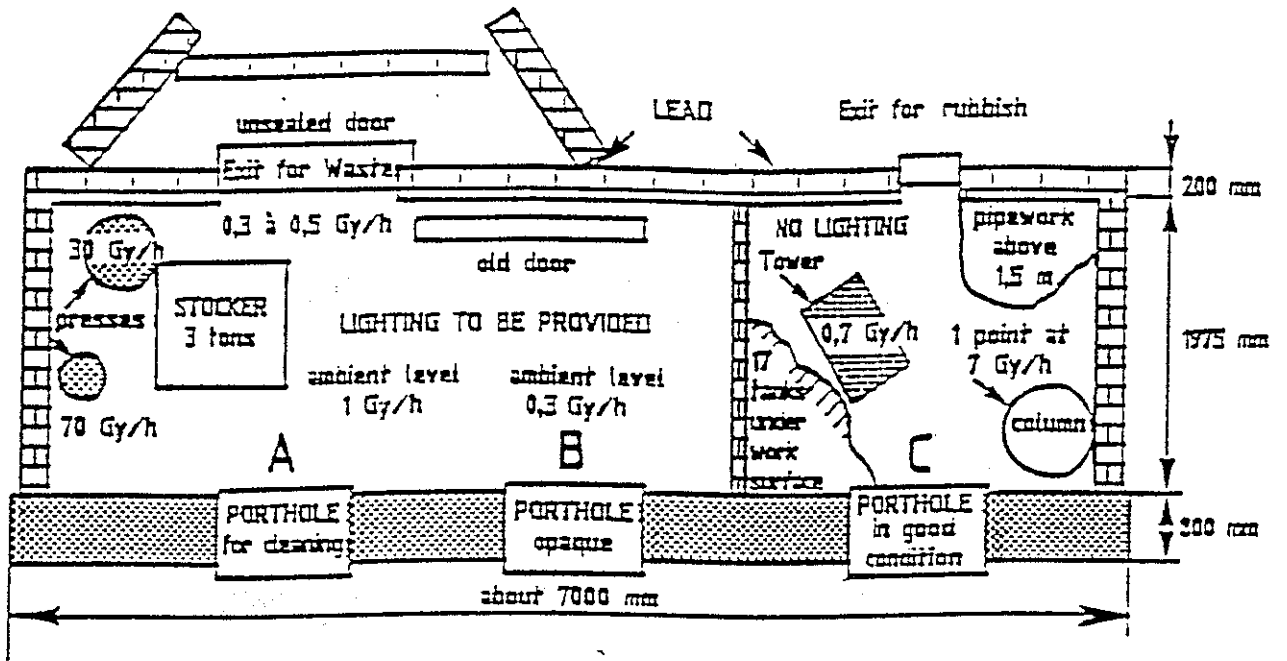 unsealed door
LEAD
Exit for rubbish
Exit for
200 mm
30 Gy/h
0,3 à 0,5 Gy/h
old door
NO LIGHTING
Tower
pipework
above
1,5 m
presses
STOCKER
3 tons
LIGHTING TO BE PROVIDED
0,7 Gy/h
1 point at
7 Gy/h
1975 mm
ambient level
1 Gy/h
ambient level
0,3 Gy/h
17
tanks
under
work
surface
70 Gy/h
column
A
B
C
PORTHOLE
for cleaning
PORTHOLE
opaque
PORTHOLE
in good
condition
mm
about 7000 mm